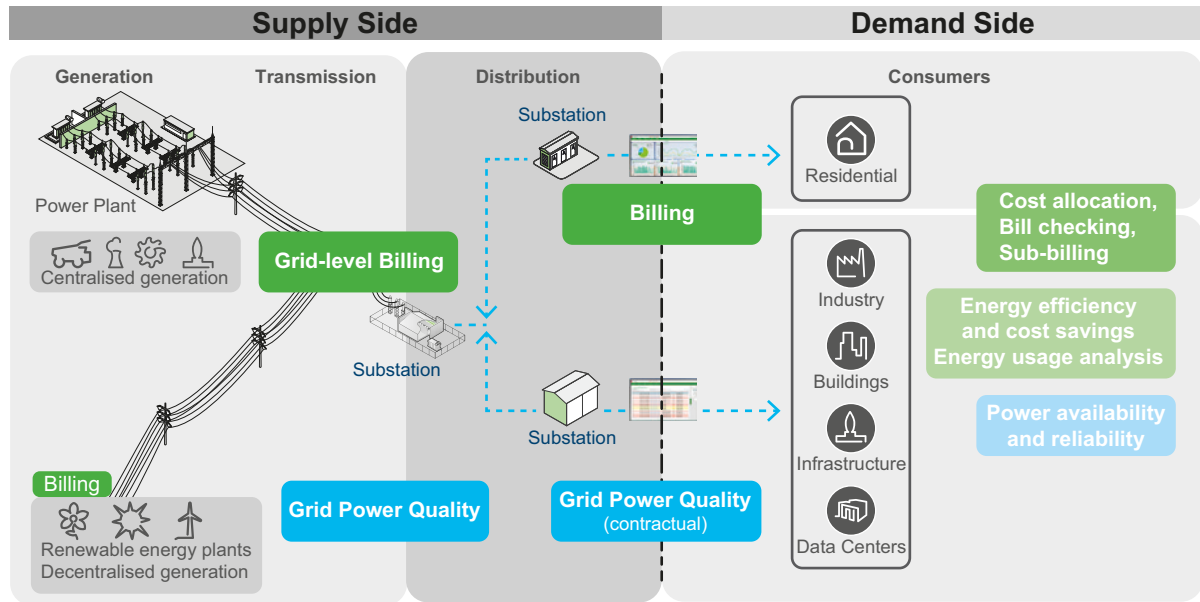 Supply Side
Demand Side
Generation
Transmission
Distribution
Consumers
Power Plant
Centralised generation
Grid-level Billing
Substation
Substation
Billing
Residential
Cost allocation,
Bill checking,
Sub-billing
Industry
Energy efficiency
and cost savings
Energy usage analysis
Buildings
Substation
Power availability
and reliability
Infrastructure
Billing
Renewable energy plants
Decentralised generation
Grid Power Quality
Grid Power Quality
(contractual)
Data Centers